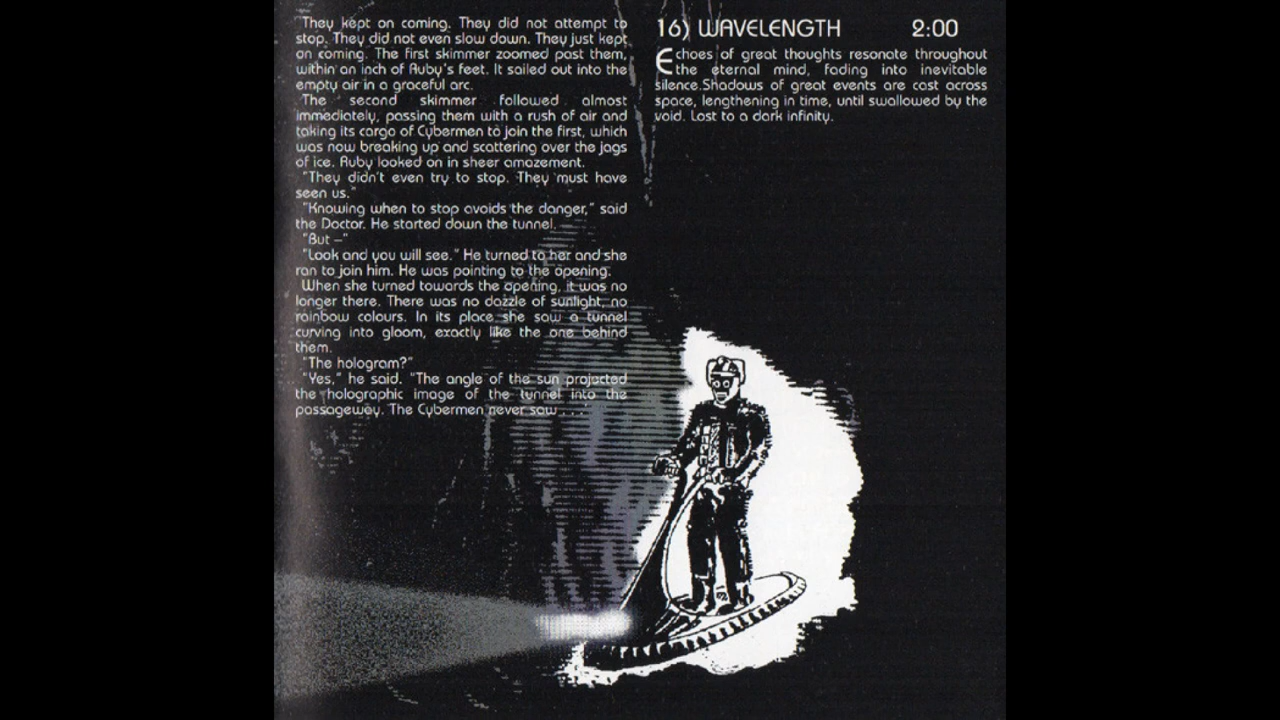 "They kept on coming. They did not attempt to
stop. They did not even slow down. They just kept
on coming. The first skimmer zoomed past them,
within an inch of Ruby's feet. It sailed out into the
empty air in a graceful arc.
The second skimmer followed almost
immediately, passing them with a rush of air and
taking its cargo of Cybermen to join the first, which
was now breaking up and scattering over the jags
of ice. Ruby looked on in sheer amazement.
"They didn't even try to stop. They must have
seen us."
"Knowing when to stop avoids the danger," said
the Doctor. He started down the tunnel.
"But –"
"Look and you will see." He turned to her and she
ran to join him. He was pointing to the opening.
When she turned towards the opening, it was no
longer there. There was no dazzle of sunlight, no
rainbow colours. In its place she saw a tunnel
curving into gloom, exactly like the one behind
them.
"The hologram?"
"Yes," he said. "The angle of the sun projected
the holographic image of the tunnel into the
passageway. The Cybermen never saw . . ."
16) WAVELENGTH 2:00
Echoes of great thoughts resonate throughout
the eternal mind, fading into inevitable
silence.Shadows of great events are cast across
space, lengthening in time, until swallowed by the
void. Lost to a dark infinity.